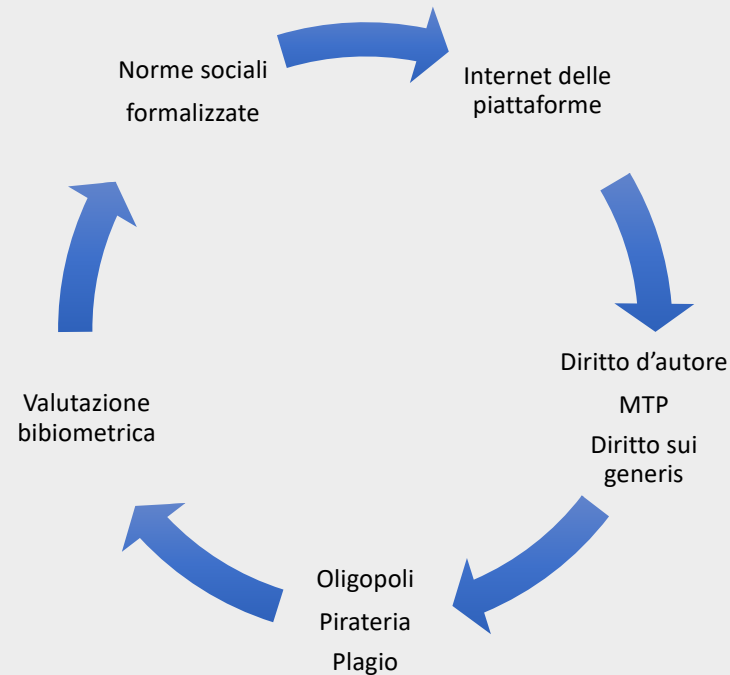 Norme sociali
formalizzate
Internet delle
piattaforme
Diritto d’autore
MTP
Diritto sui
generis
Oligopoli
Pirateria
Plagio
Valutazione
bibiometrica